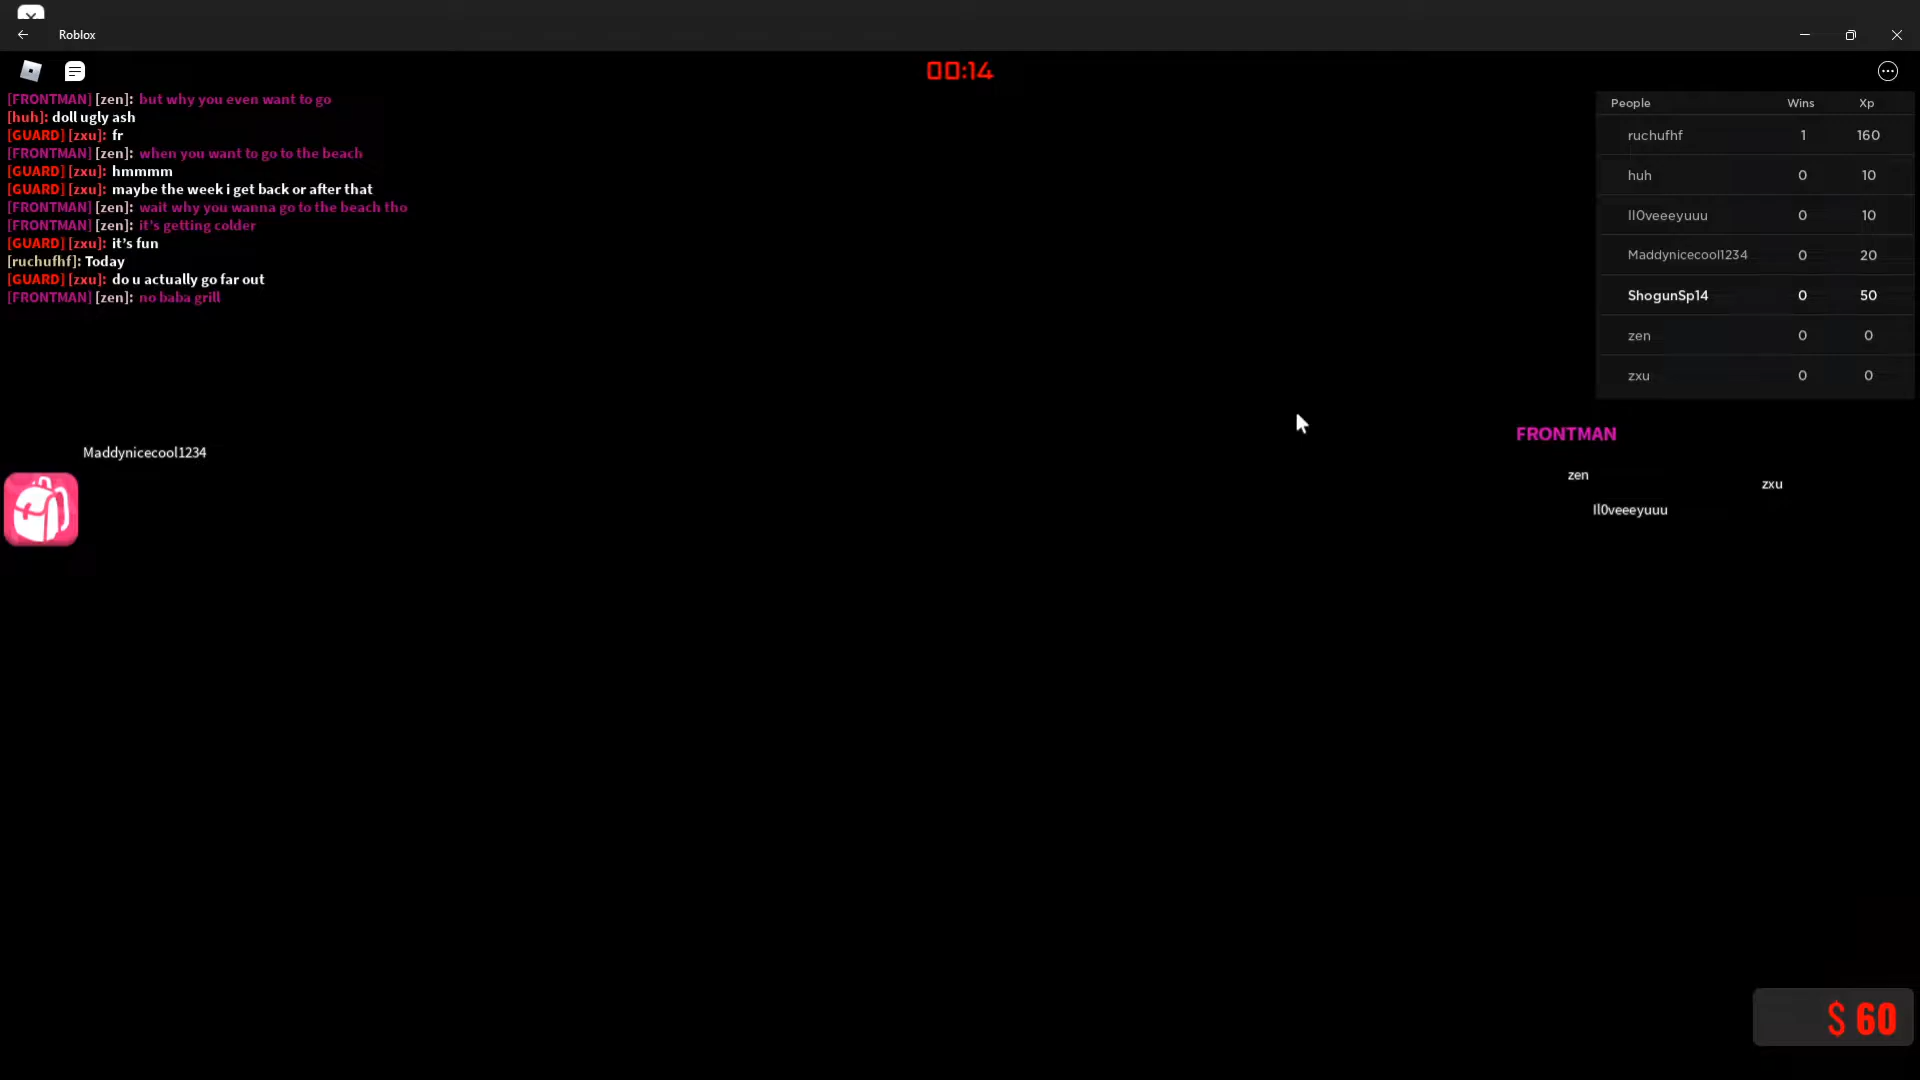 Roblox
00:14
[FRONTMAN] [zen]: but why you even want to go
[huh]: doll ugly ash
[GUARD] [zxu]: fr
[FRONTMAN] [zen]: when you want to go to the beach
[GUARD] [zxu]: hmmmm
[GUARD] [zxu]: maybe the week i get back or after that
[FRONTMAN] [zen]: wait why you wanna go to the beach tho
[FRONTMAN] [zen]: it's getting colder
[GUARD] [zxu]: it's fun
[ruchufhf]: Today
[GUARD] [zxu]: do u actually go far out
[FRONTMAN] [zen]: no baba grill
People Wins Xp
ruchufhf 1 160
huh 0 10
Il0veeeyuuu 0 10
Maddynicecool1234 0 20
ShogunSp14 0 50
zen 0 0
zxu 0 0
FRONTMAN
Maddynicecool1234
zen
zxu
Il0veeeyuuu
$ 60